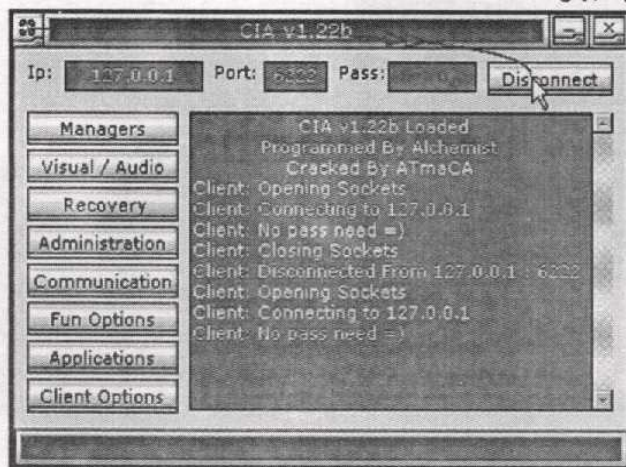 CIA v1.22b
Ip: 127.0.0.1 Port: 6222 Pass: Disconnect
Managers
Visual / Audio
Recovery
Administration
Communication
Fun Options
Applications
Client Options
CIA v1.22b Loaded
Programmed By Alchemist
Cracked By ATmaCA
Client: Opening Sockets
Client: Connecting to 127.0.0.1
Client: No pass need =)
Client: Closing Sockets
Client: Disconnected From 127.0.0.1 : 6222
Client: Opening Sockets
Client: Connecting to 127.0.0.1
Client: No pass need =)